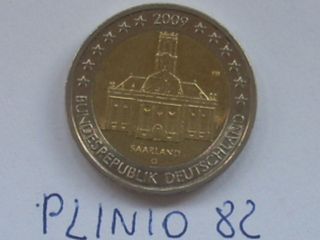 2009
SAARLAND
G
BUNDESREPUBLIK DEUTSCHLAND
PLINIO 82